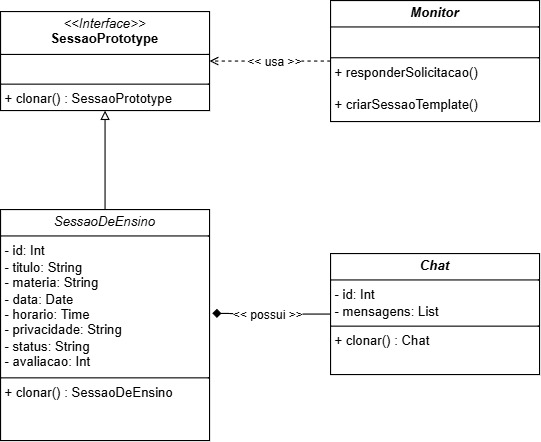 <<Interface>>
SessaoPrototype
+ clonar() : SessaoPrototype
<< usa >>
Monitor
+ responderSolicitacao()
+ criarSessaoTemplate()
SessaoDeEnsino
- id: Int
- titulo: String
- materia: String
- data: Date
- horario: Time
- privacidade: String
- status: String
- avaliacao: Int
+ clonar() : SessaoDeEnsino
<< possui >>
Chat
- id: Int
- mensagens: List
+ clonar() : Chat